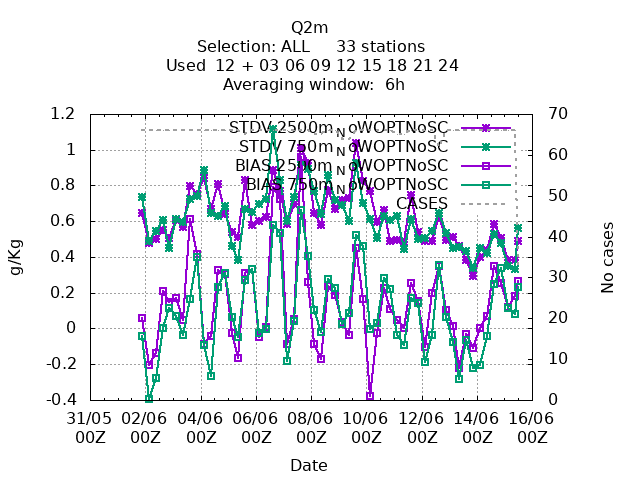 Q2m
Selection: ALL 33 stations
Used 12 + 03 06 09 12 15 18 21 24
Averaging window: 6h
1.2
1
0.8
0.6
0.4
0.2
0
-0.2
-0.4
g/Kg
70
60
50
40
30
20
10
0
No cases
STDV 2500m NoWOPTNoSC
STDV 750m NoWOPTNoSC
BIAS 2500m NoWOPTNoSC
BIAS 750m NoWOPTNoSC
CASES
31/05 02/06 04/06 06/06 08/06 10/06 12/06 14/06 16/06
00Z 00Z 00Z 00Z 00Z 00Z 00Z 00Z 00Z
Date